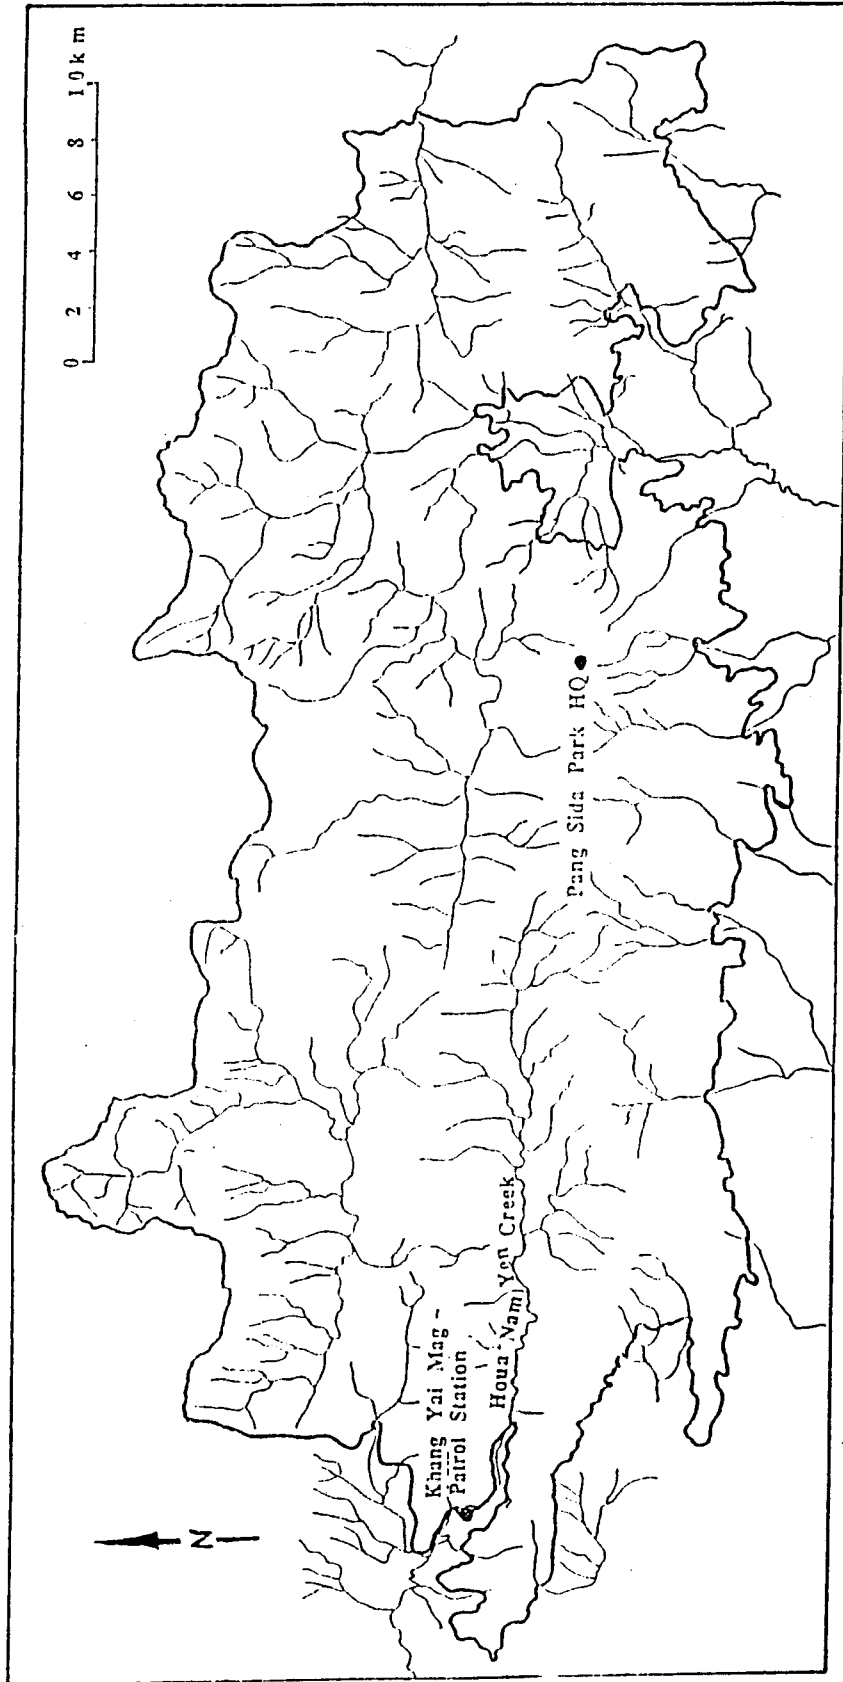 0 2 4 6 8 10km
N
Khang Yai Mag -
Patrol Station
Houa Nam Yen Creek
Pang Sida Park HQ